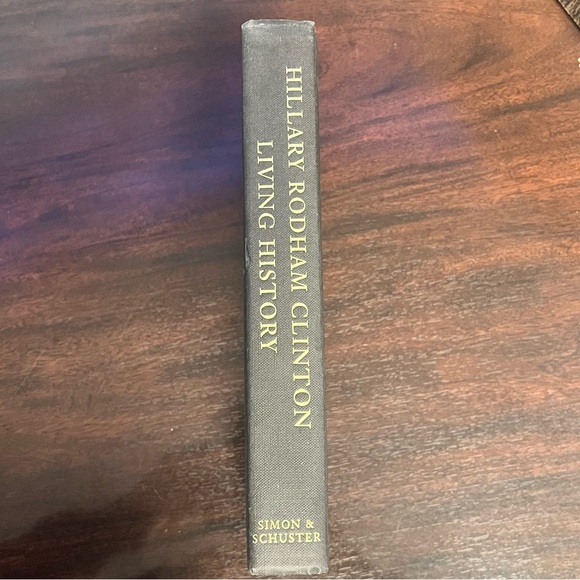 HILLARY RODHAM CLINTON
LIVING HISTORY
SIMON &
SCHUSTER